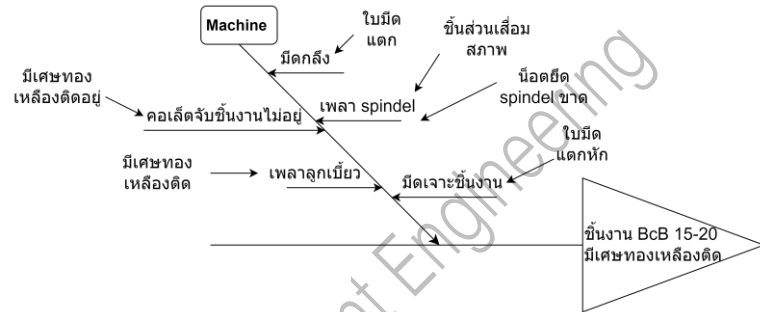 Machine
ใบมีด
แตก
มีดกลึง
ชิ้นส่วนเสื่อม
สภาพ
มีเศษทอง
เหลืองติดอยู่
คอเล็ตจับชิ้นงานไม่อยู่
เพลา spindel
น็อตยึด
spindel ขาด
มีเศษทอง
เหลืองติด
เพลาลูกเบี้ยว
มีดเจาะชิ้นงาน
ใบมีด
แตกหัก
ชิ้นงาน BcB 15-20
มีเศษทองเหลืองติด
nt Engineering